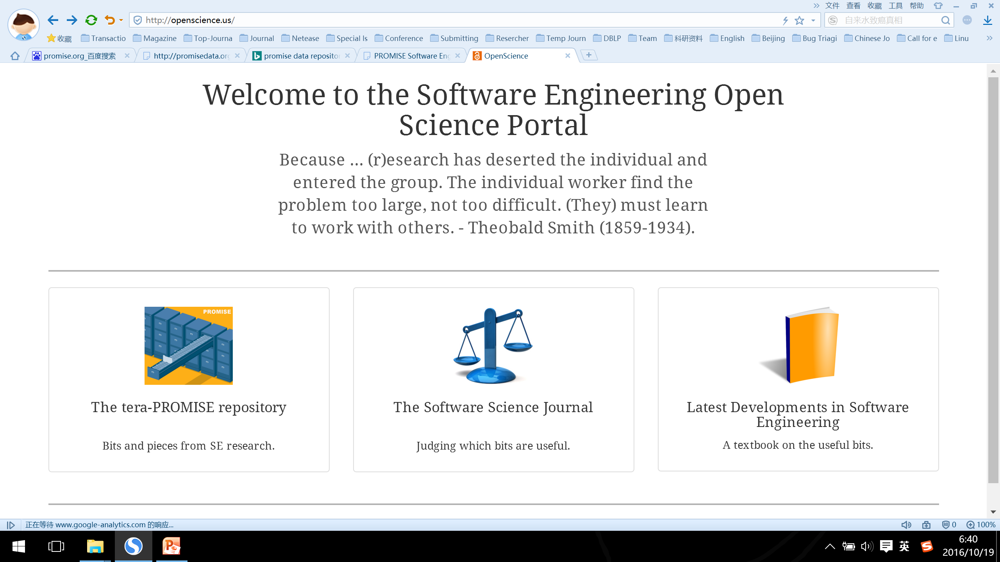 文件 查看 收藏 工具 帮助
http://openscience.us/
自来水致癌真相
收藏 Transactio Magazine Top-Journa Journal Netease Special Is Conference Submitting Resercher Temp Journ DBLP Team 科研资料 English Beijing Bug Triagi Chinese Jo Call for e Linu
promise.org_百度搜索 http://promisedata.org promise data repositor PROMISE Software Eng OpenScience
Welcome to the Software Engineering Open
Science Portal
Because ... (r)esearch has deserted the individual and
entered the group. The individual worker find the
problem too large, not too difficult. (They) must learn
to work with others. - Theobald Smith (1859-1934).
PROMISE
The tera-PROMISE repository
Bits and pieces from SE research.
The Software Science Journal
Judging which bits are useful.
Latest Developments in Software
Engineering
A textbook on the useful bits.
正在等待 www.google-analytics.com 的响应...
0 100%
英
6:40
2016/10/19